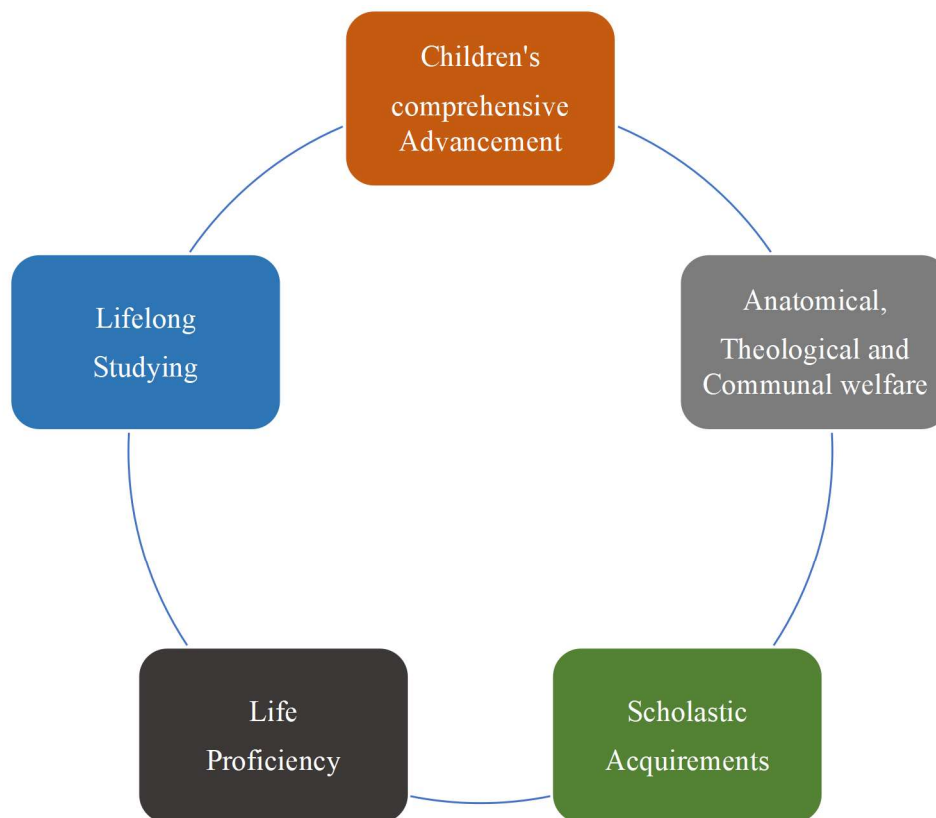 Children's
comprehensive
Advancement
Anatomical,
Theological and
Communal welfare
Scholastic
Acquirements
Life
Proficiency
Lifelong
Studying